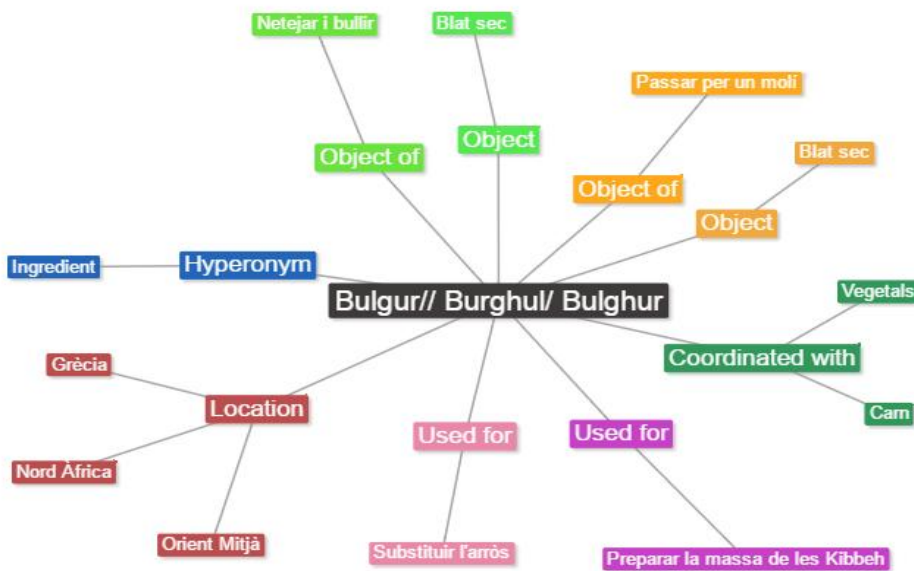 Netejar i bullir
Blat sec
Passar per un molí
Object
Object of
Blat sec
Object of
Object
Hyperonym
Ingredient
Bulgur// Burghul/ Bulghur
Vegetals
Coordinated with
Grècia
Location
Carn
Used for
Used for
Nord Àfrica
Orient Mitjà
Substituir l'arròs
Preparar la massa de les Kibbeh